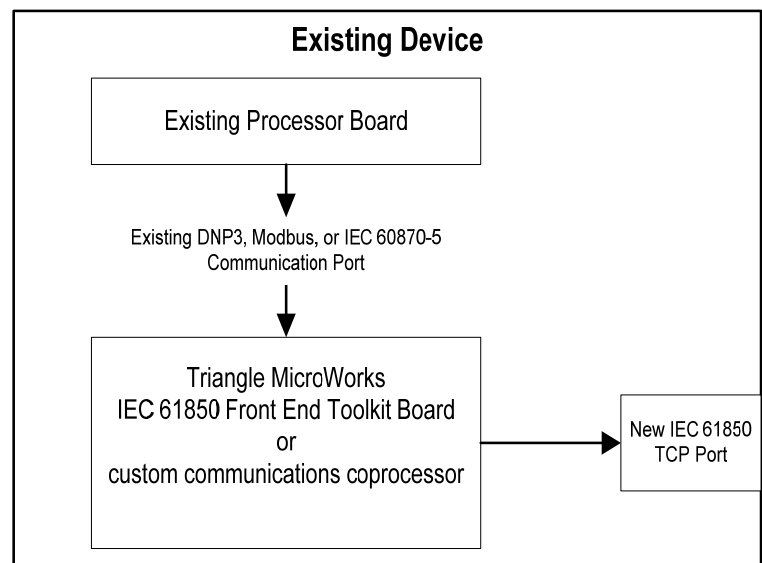 Existing Device
Existing Processor Board
Existing DNP3, Modbus, or IEC 60870-5
Communication Port
Triangle MicroWorks
IEC 61850 Front End Toolkit Board
or
custom communications coprocessor
New IEC 61850
TCP Port